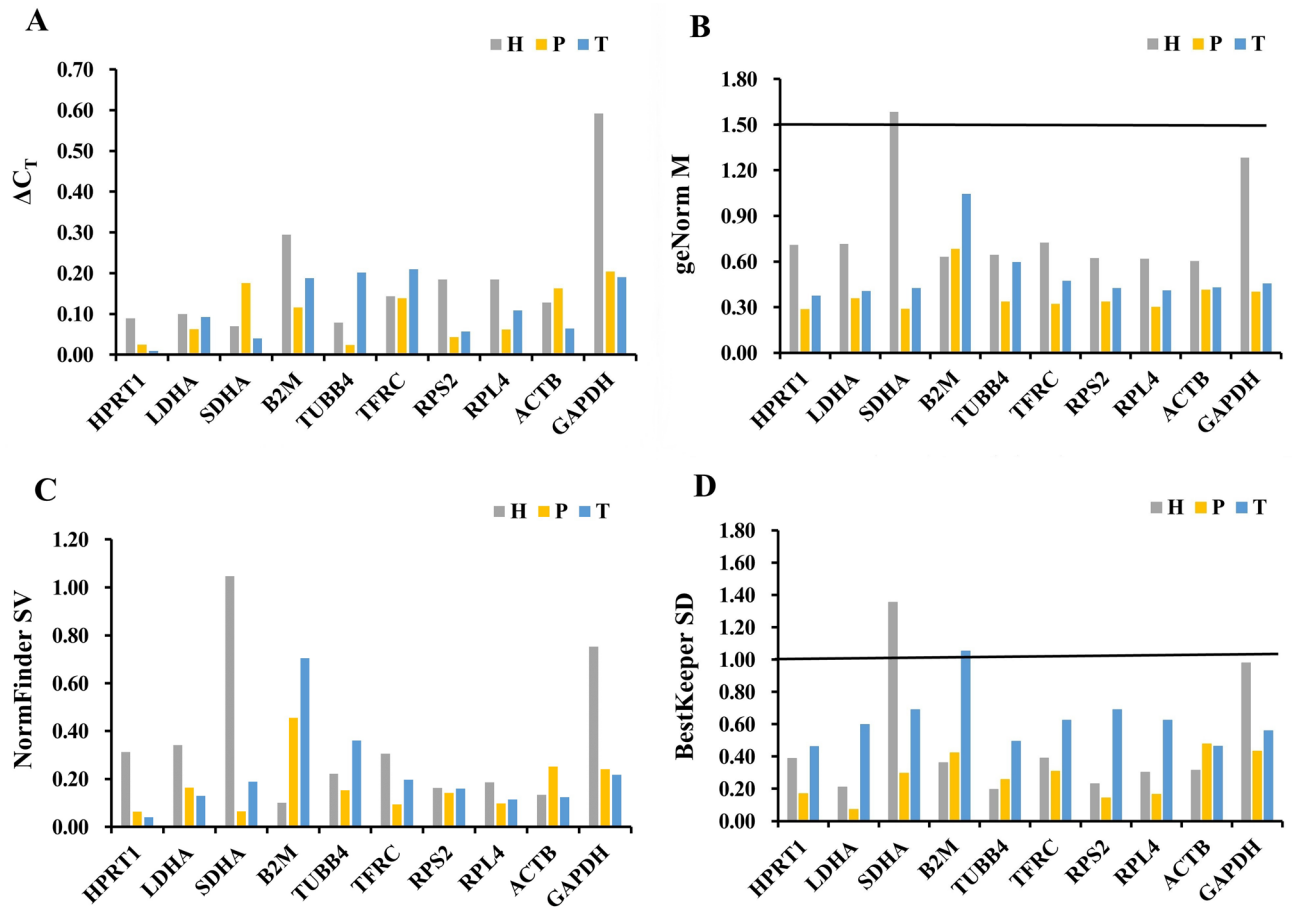 A
H P T
0.70
0.60
0.50
0.40
0.30
0.20
0.10
0.00
ΔCT
HPRT1 LDHA SDHA B2M TUBB4 TFRC RPS2 RPL4 ACTB GAPDH
B
H P T
1.80
1.50
1.20
0.90
0.60
0.30
0.00
geNorm M
HPRT1 LDHA SDHA B2M TUBB4 TFRC RPS2 RPL4 ACTB GAPDH
C
H P T
1.20
1.00
0.80
0.60
0.40
0.20
0.00
NormFinder SV
HPRT1 LDHA SDHA B2M TUBB4 TFRC RPS2 RPL4 ACTB GAPDH
D
H P T
1.80
1.60
1.40
1.20
1.00
0.80
0.60
0.40
0.20
0.00
BestKeeper SD
HPRT1 LDHA SDHA B2M TUBB4 TFRC RPS2 RPL4 ACTB GAPDH